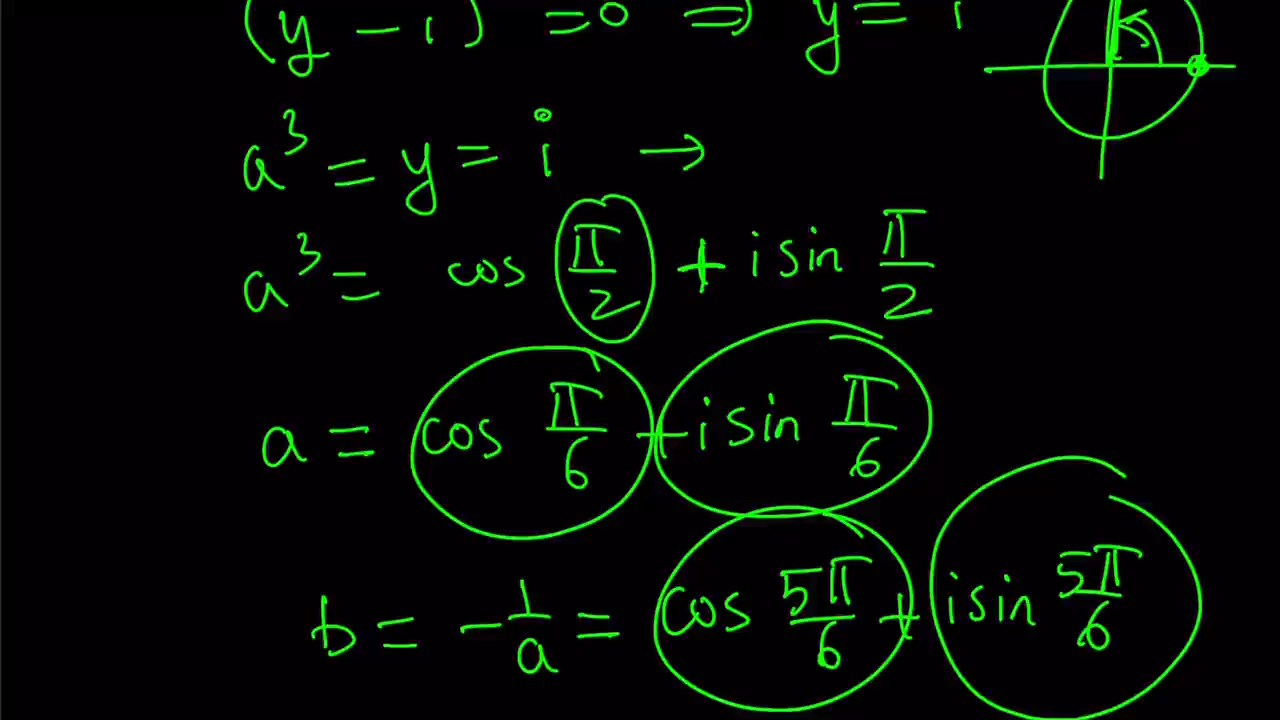 (y - i) = 0 ⇒ y = i
a³ = y = i →
a³ = cos π/2 + i sin π/2
a = cos π/6 + i sin π/6
b = -1/a = cos 5π/6 + i sin 5π/6